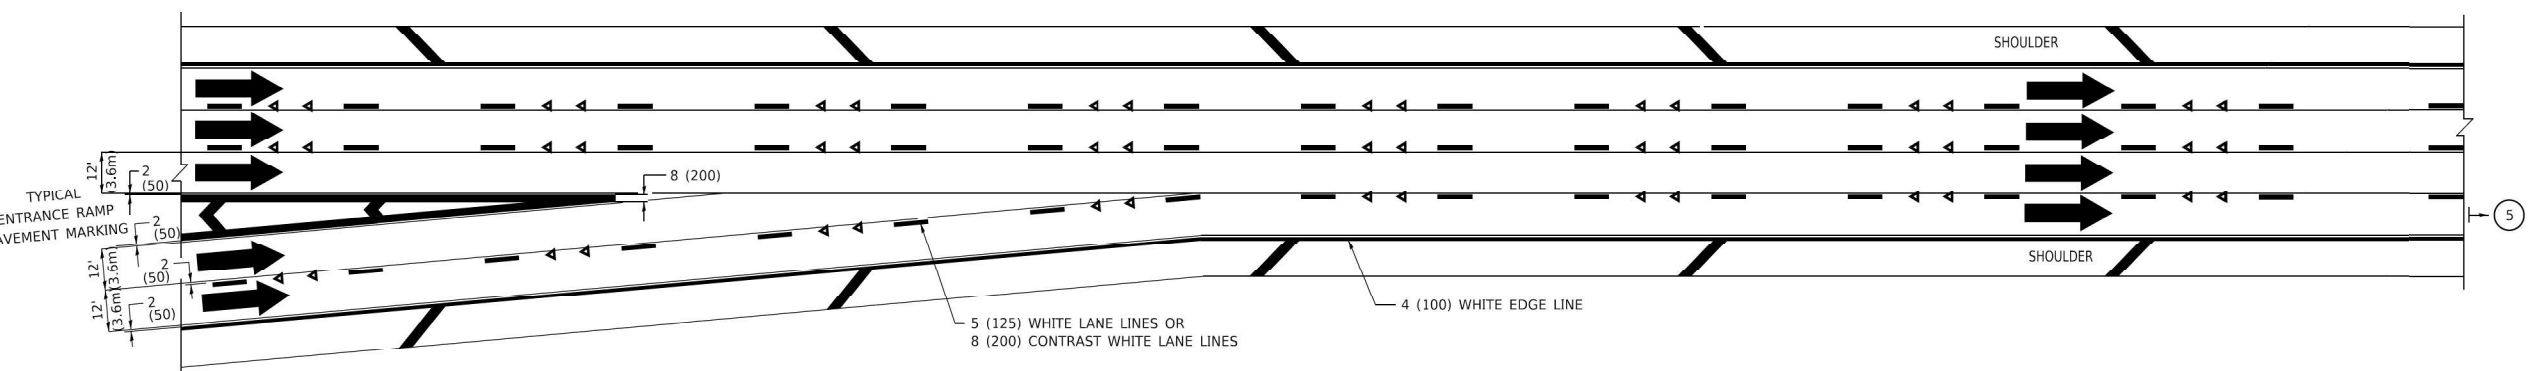 SHOULDER
8 (200)
12'
(3.6m)
2
(50)
TYPICAL
ENTRANCE RAMP
AVEMENT MARKING
2
(50)
12'
(3.6m)
2
(50)
12'
(3.6m)
2
(50)
5
SHOULDER
4 (100) WHITE EDGE LINE
5 (125) WHITE LANE LINES OR
8 (200) CONTRAST WHITE LANE LINES